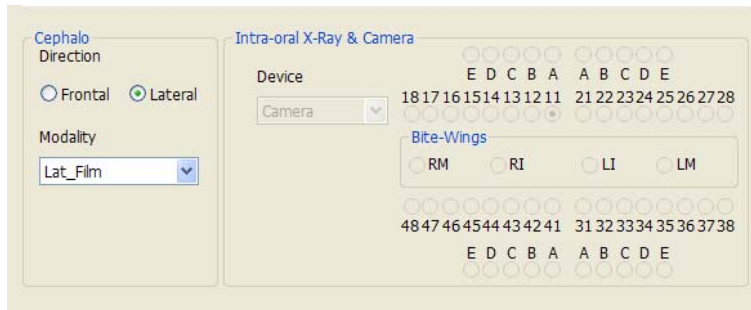 Cephalo
Direction
Frontal Lateral
Modality
Lat_Film
Intra-oral X-Ray & Camera
Device
Camera
E D C B A A B C D E
18 17 16 15 14 13 12 11 21 22 23 24 25 26 27 28
Bite-Wings
RM RI LI LM
48 47 46 45 44 43 42 41 31 32 33 34 35 36 37 38
E D C B A A B C D E